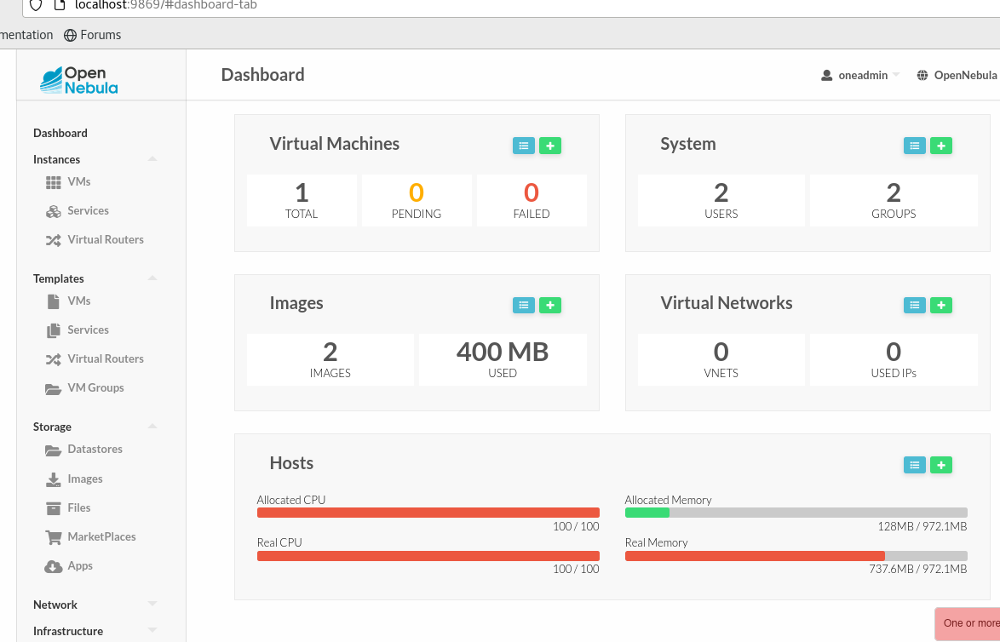 localhost:9869/#dashboard-tab
mentation Forums
Open
Nebula
Dashboard
oneadmin
OpenNebula
Dashboard
Instances
VMs
Services
Virtual Routers
Templates
VMs
Services
Virtual Routers
VM Groups
Storage
Datastores
Images
Files
MarketPlaces
Apps
Network
Infrastructure
Virtual Machines
1
TOTAL
0
PENDING
0
FAILED
System
2
USERS
2
GROUPS
Images
2
IMAGES
400 MB
USED
Virtual Networks
0
VNETS
0
USED IPs
Hosts
Allocated CPU
100 / 100
Real CPU
100 / 100
Allocated Memory
128MB / 972.1MB
Real Memory
737.6MB / 972.1MB
One or more